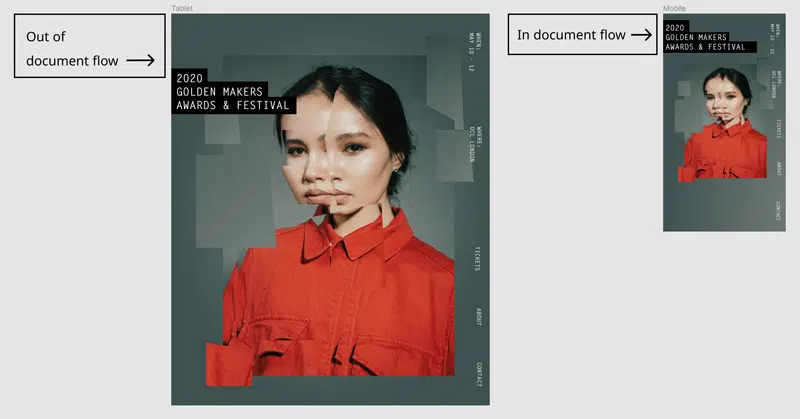 Out of
document flow
Tablet
2020
GOLDEN MAKERS
AWARDS & FESTIVAL
WHEN:
MAY 10 - 12
WHERE:
UCL LONDON
TICKETS
ABOUT
CONTACT
In document flow
Mobile
2020
GOLDEN MAKERS
AWARDS & FESTIVAL
WHEN:
MAY 10 - 12
WHERE:
UCL LONDON
TICKETS
ABOUT
CONTACT